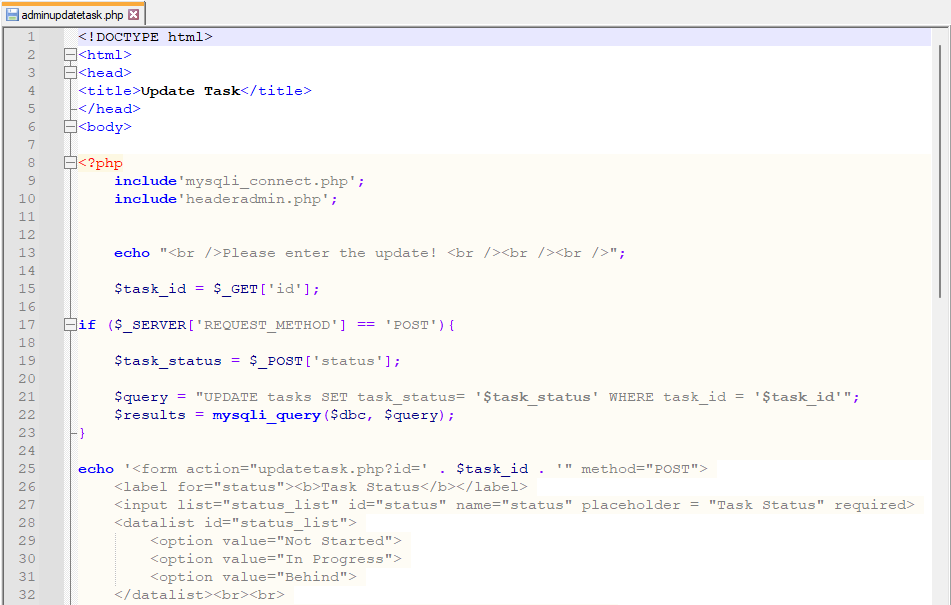 adminupdatetask.php
1 <!DOCTYPE html>
2 <html>
3 <head>
4 <title>Update Task</title>
5 </head>
6 <body>
7
8 <?php
9 include'mysqli_connect.php';
10 include'headeradmin.php';
11
12
13 echo "<br />Please enter the update! <br /><br /><br />";
14
15 $task_id = $_GET['id'];
16
17 if ($_SERVER['REQUEST_METHOD'] == 'POST'){
18
19 $task_status = $_POST['status'];
20
21 $query = "UPDATE tasks SET task_status= '$task_status' WHERE task_id = '$task_id'";
22 $results = mysqli_query($dbc, $query);
23 }
24
25 echo '<form action="updatetask.php?id=' . $task_id . '" method="POST">
26 <label for="status"><b>Task Status</b></label>
27 <input list="status_list" id="status" name="status" placeholder = "Task Status" required>
28 <datalist id="status_list">
29 <option value="Not Started">
30 <option value="In Progress">
31 <option value="Behind">
32 </datalist><br><br>